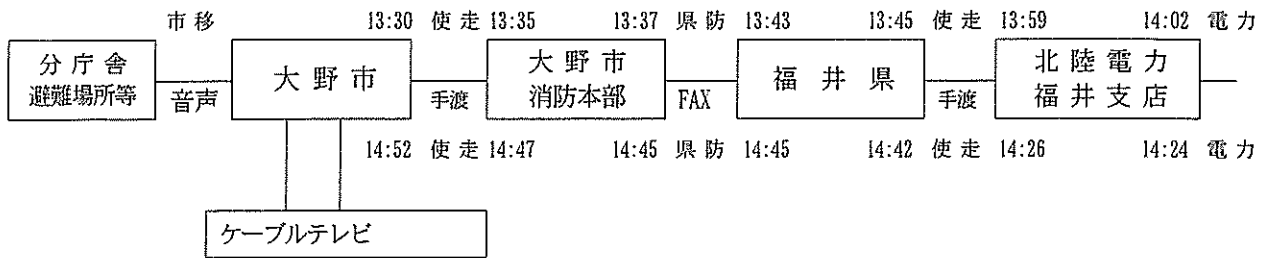 市移 13:30 使走 13:35 13:37 県防 13:43 13:45 使走 13:59 14:02 電力
分庁舎
避難場所等
音声
大野市
手渡
大野市
消防本部
FAX
福井県
手渡
北陸電力
福井支店
14:52 使走 14:47 14:45 県防 14:45 14:42 使走 14:26 14:24 電力
ケーブルテレビ